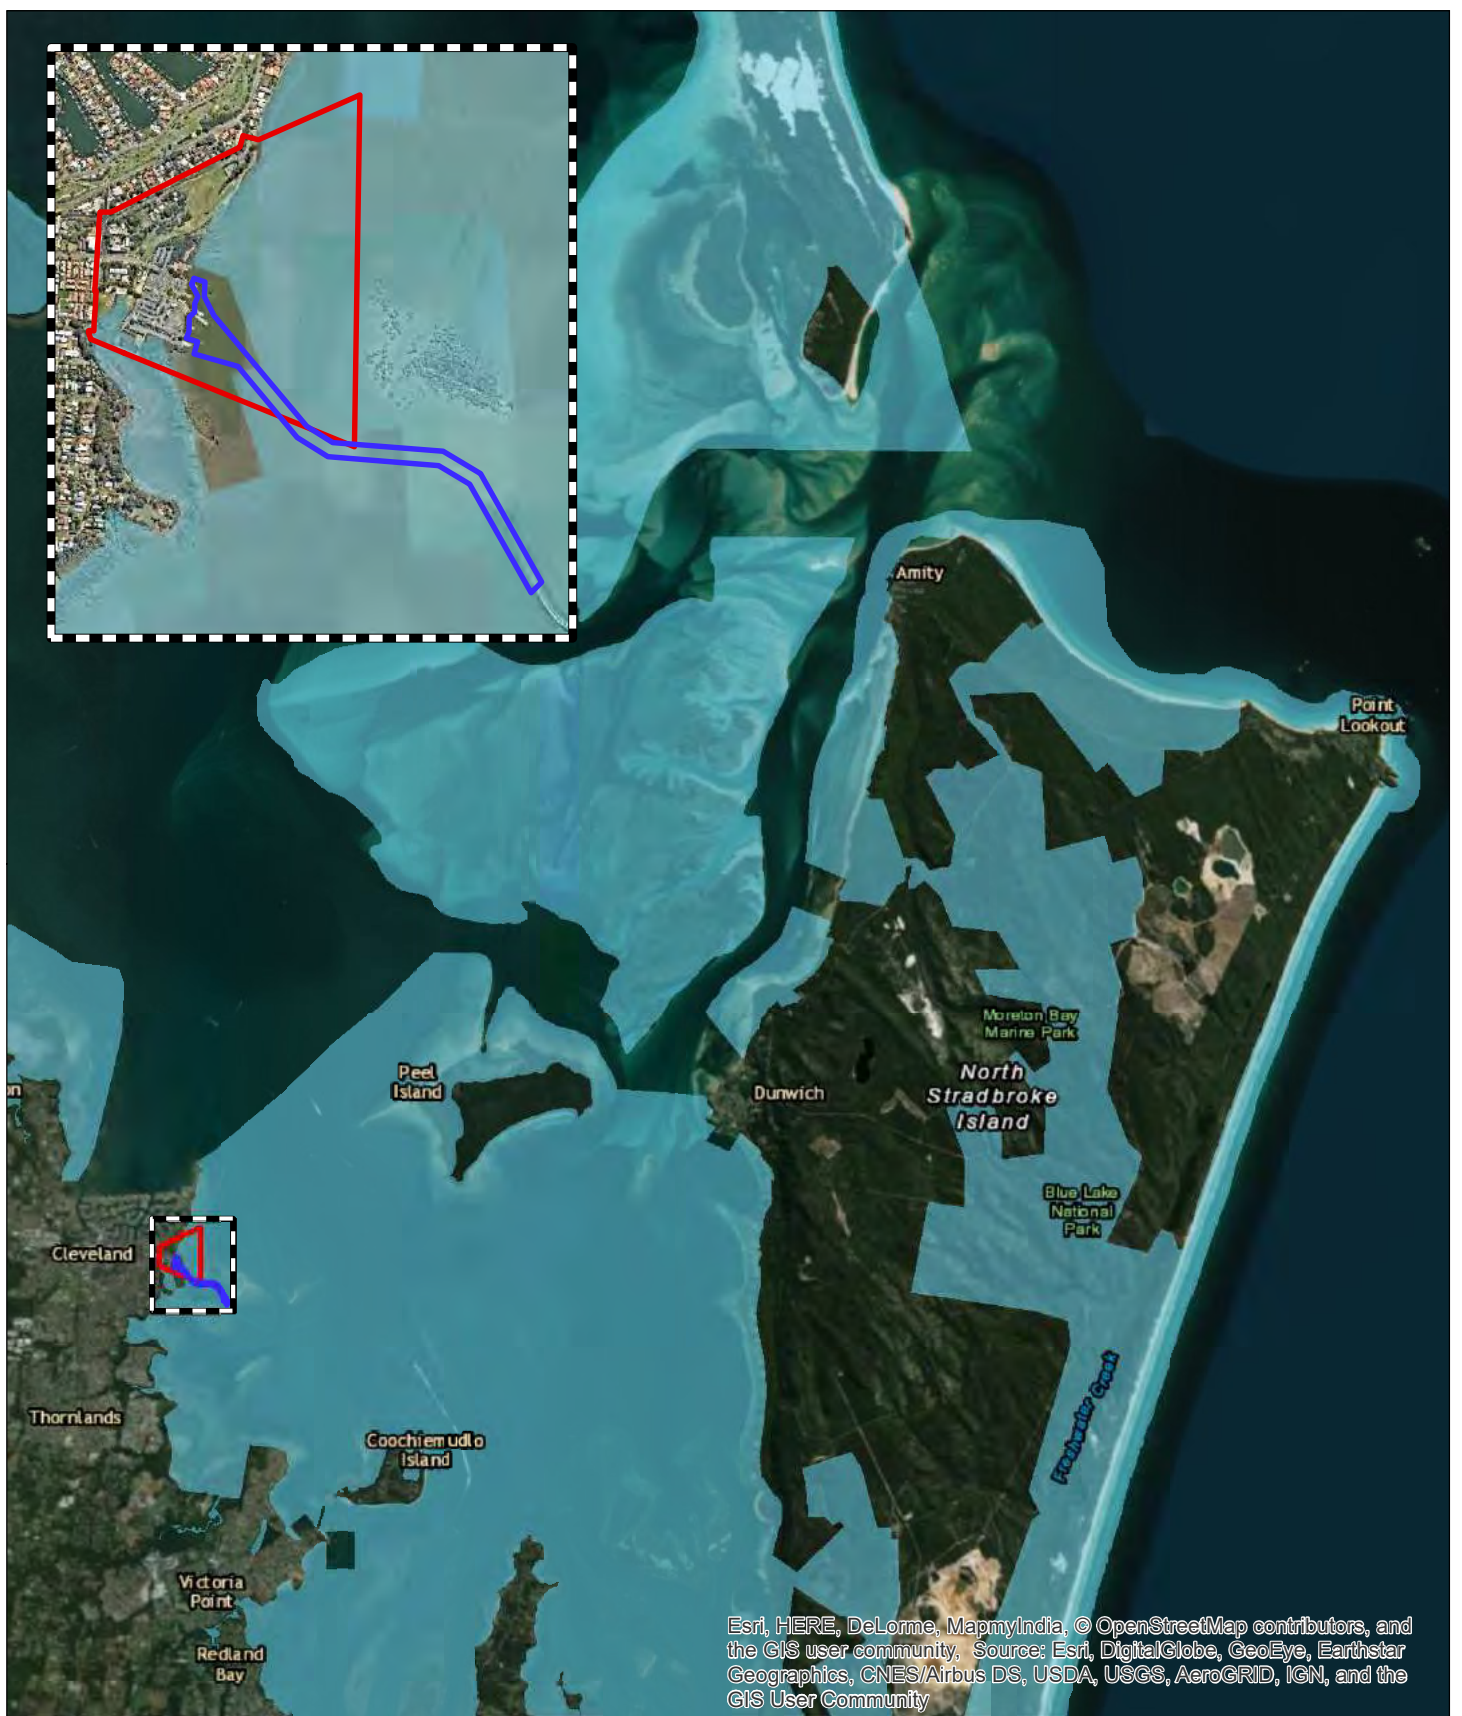 Amity
Point
Lookout
Moreton Bay
Marine Park
Peel
Island
Dunwich
North
Stradbroke
Island
on
Blue Lake
National
Park
Cleveland
Freshwater Creek
Thornlands
Coochiemudlo
Island
Victoria
Point
Redland
Bay
Esri, HERE, DeLorme, MapmyIndia, © OpenStreetMap contributors, and
the GIS user community, Source: Esri, DigitalGlobe, GeoEye, Earthstar
Geographics, CNES/Airbus DS, USDA, USGS, AeroGRID, IGN, and the
GIS User Community